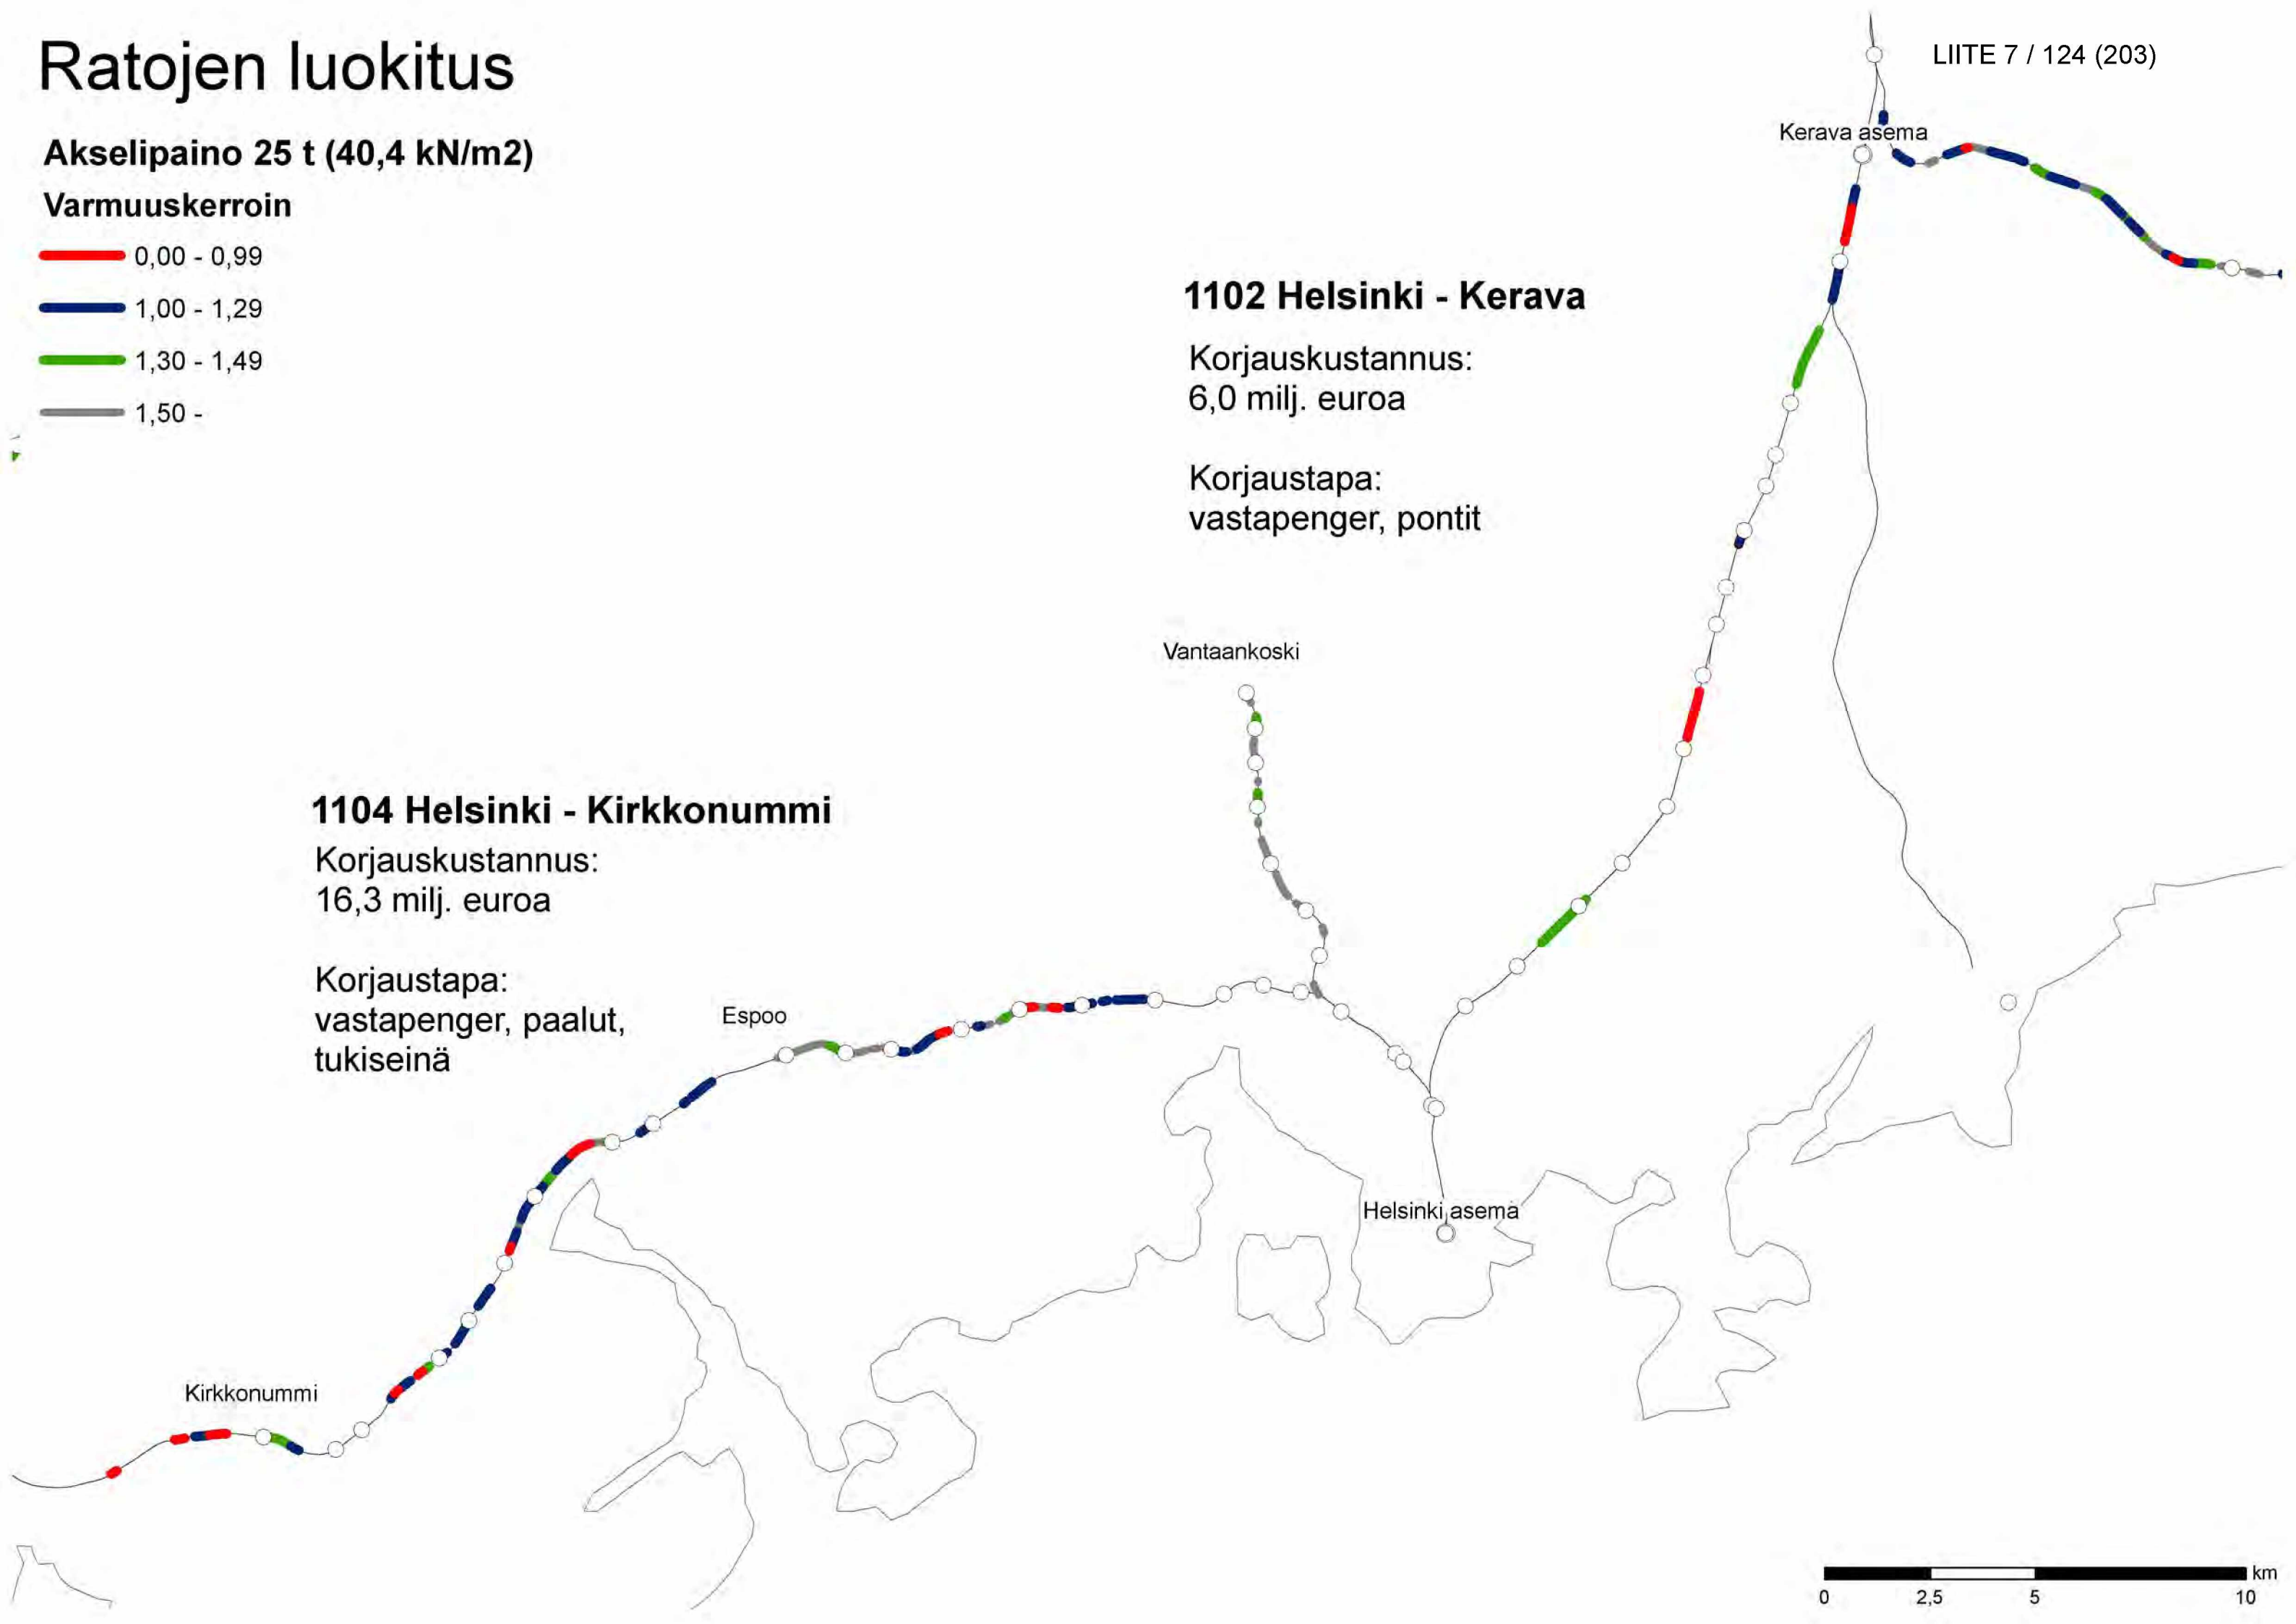 Ratojen luokitus
LIITE 7 / 124 (203)
Akselipaino 25 t (40,4 kN/m2)
Varmuuskerroin
0,00 - 0,99
1,00 - 1,29
1,30 - 1,49
1,50 -
Kerava asema
1102 Helsinki - Kerava
Korjauskustannus:
6,0 milj. euroa
Korjaustapa:
vastapenger, pontit
Vantaankoski
1104 Helsinki - Kirkkonummi
Korjauskustannus:
16,3 milj. euroa
Korjaustapa:
vastapenger, paalut,
tukiseinä
Espoo
Helsinki asema
Kirkkonummi
km
0 2,5 5 10